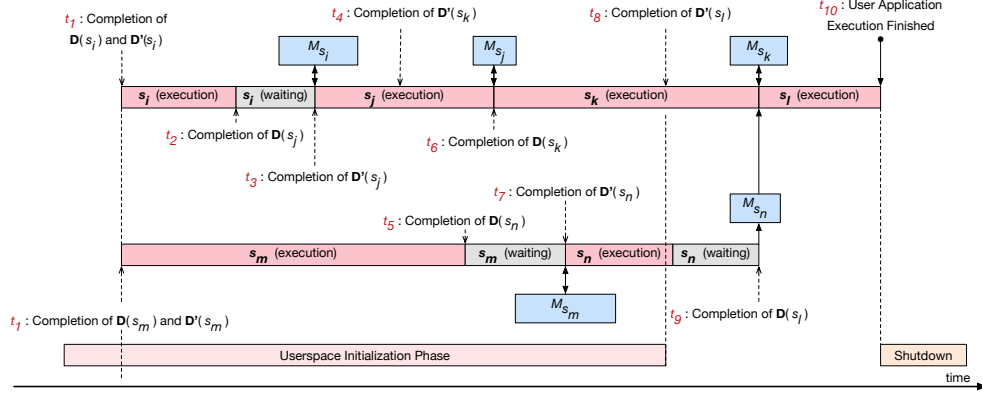 t1 : Completion of
D(si) and D'(si)
t4 : Completion of D'(sk)
t8 : Completion of D'(sl)
t10 : User Application
Execution Finished
Msi
Msj
Msk
si (execution)
si (waiting)
sj (execution)
sk (execution)
sl (execution)
t2 : Completion of D(sj)
t6 : Completion of D(sk)
t3 : Completion of D'(sj)
t7 : Completion of D'(sn)
Msn
t5 : Completion of D(sn)
sm (execution)
sm (waiting)
sn (execution)
sn (waiting)
Msm
t1 : Completion of D(sm) and D'(sm)
t9 : Completion of D(sl)
Userspace Initialization Phase
Shutdown
time